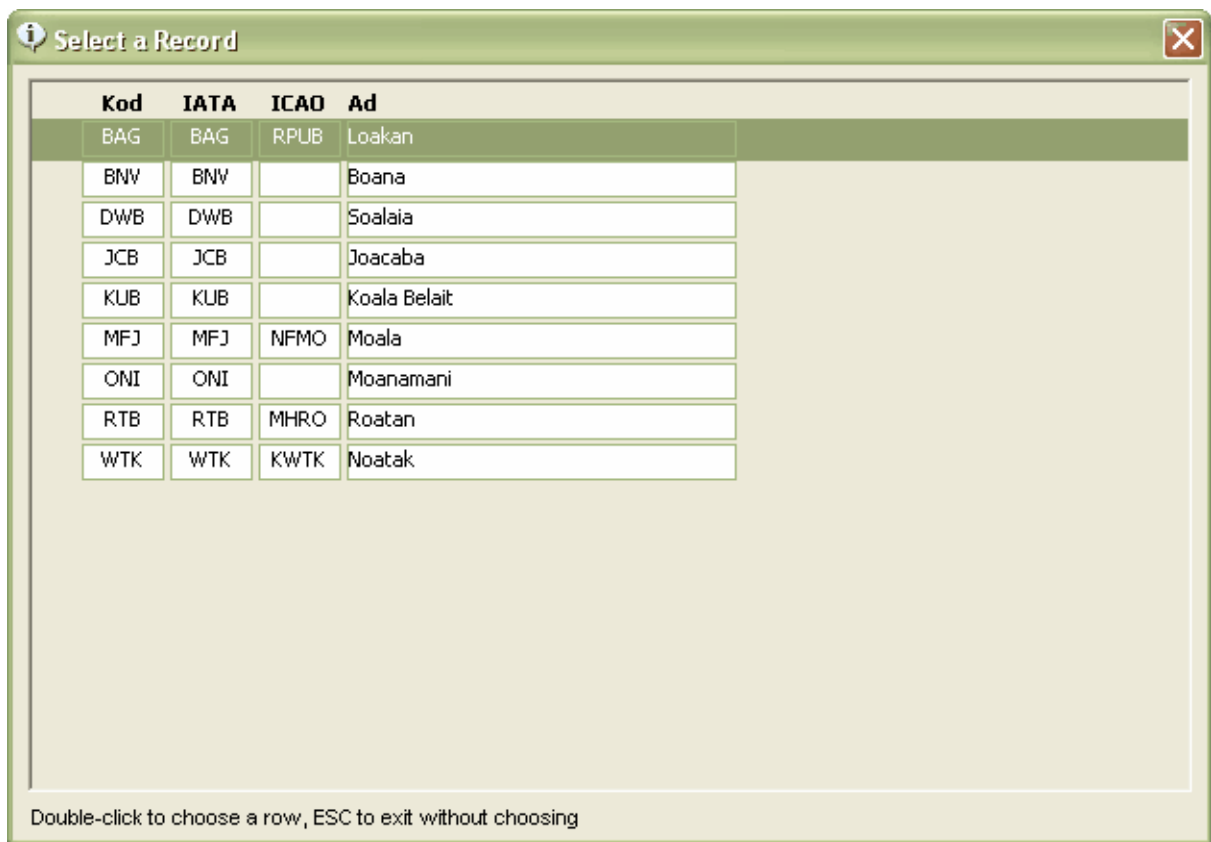 Select a Record
Kod IATA ICAO Ad
BAG BAG RPUB Loakan
BNV BNV Boana
DWB DWB Soalaia
JCB JCB Joacaba
KUB KUB Koala Belait
MFJ MFJ NFMO Moala
ONI ONI Moanamani
RTB RTB MHRO Roatan
WTK WTK KWTK Noatak
Double-click to choose a row, ESC to exit without choosing